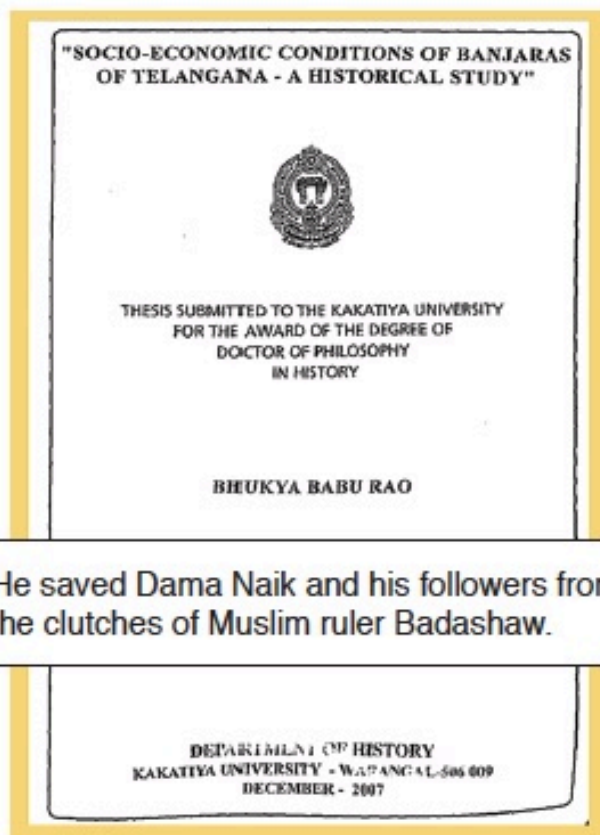 "SOCIO-ECONOMIC CONDITIONS OF BANJARAS
OF TELANGANA - A HISTORICAL STUDY"
THESIS SUBMITTED TO THE KAKATIYA UNIVERSITY
FOR THE AWARD OF THE DEGREE OF
DOCTOR OF PHILOSOPHY
IN HISTORY
BHUKYA BABU RAO
He saved Dama Naik and his followers from
the clutches of Muslim ruler Badashaw.
DEPARTMENT OF HISTORY
KAKATIYA UNIVERSITY - WARANGAL-506 009
DECEMBER - 2007